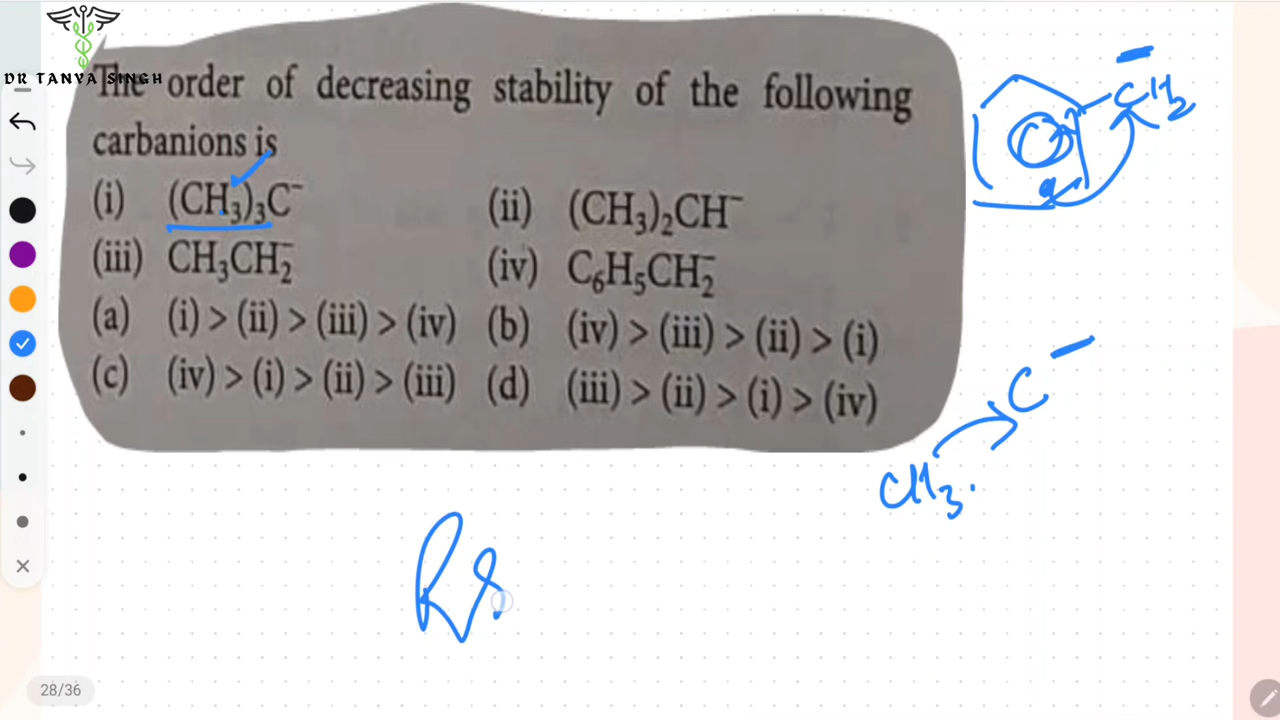 DR TANYA SINGH
The order of decreasing stability of the following
carbanions is
(i) (CH₃)₃C⁻ (ii) (CH₃)₂CH⁻
(iii) CH₃CH₂⁻ (iv) C₆H₅CH₂⁻
(a) (i) > (ii) > (iii) > (iv) (b) (iv) > (iii) > (ii) > (i)
(c) (iv) > (i) > (ii) > (iii) (d) (iii) > (ii) > (i) > (iv)
CH₂
C
CH₃
28/36